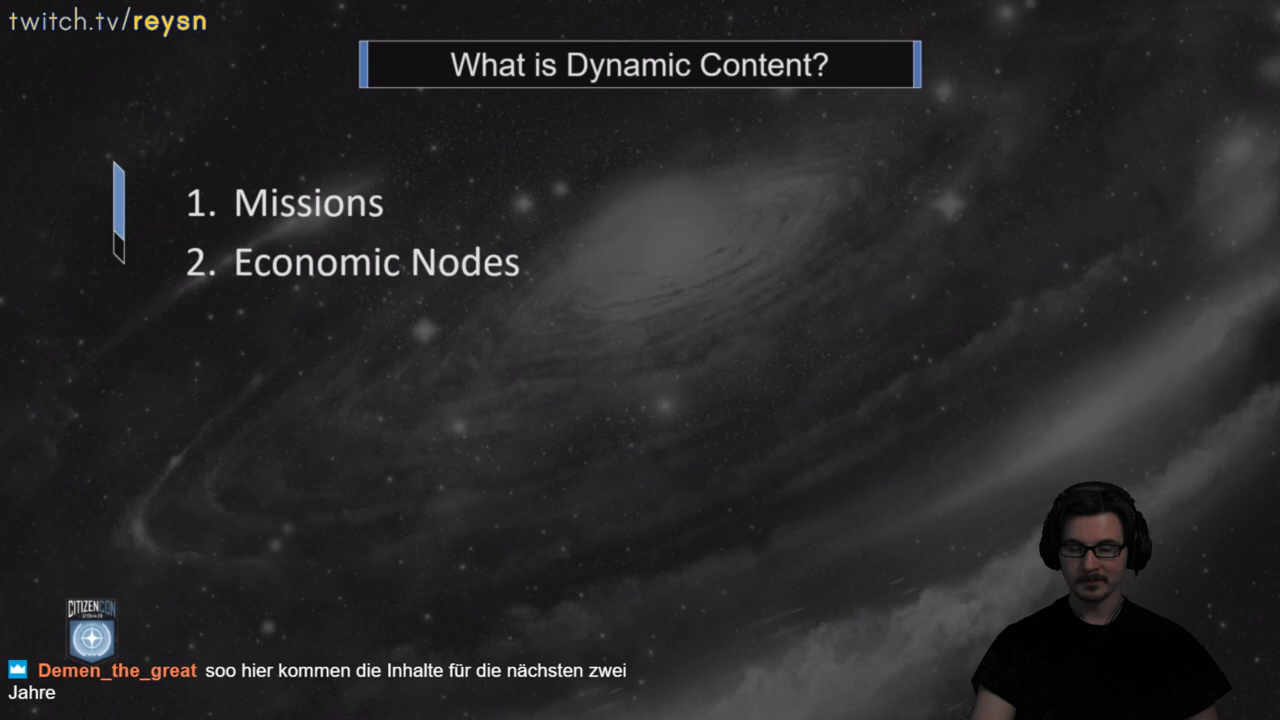 twitch.tv/reysn
What is Dynamic Content?
1. Missions
2. Economic Nodes
CITIZENCON
2949
Demen_the_great soo hier kommen die Inhalte für die nächsten zwei
Jahre